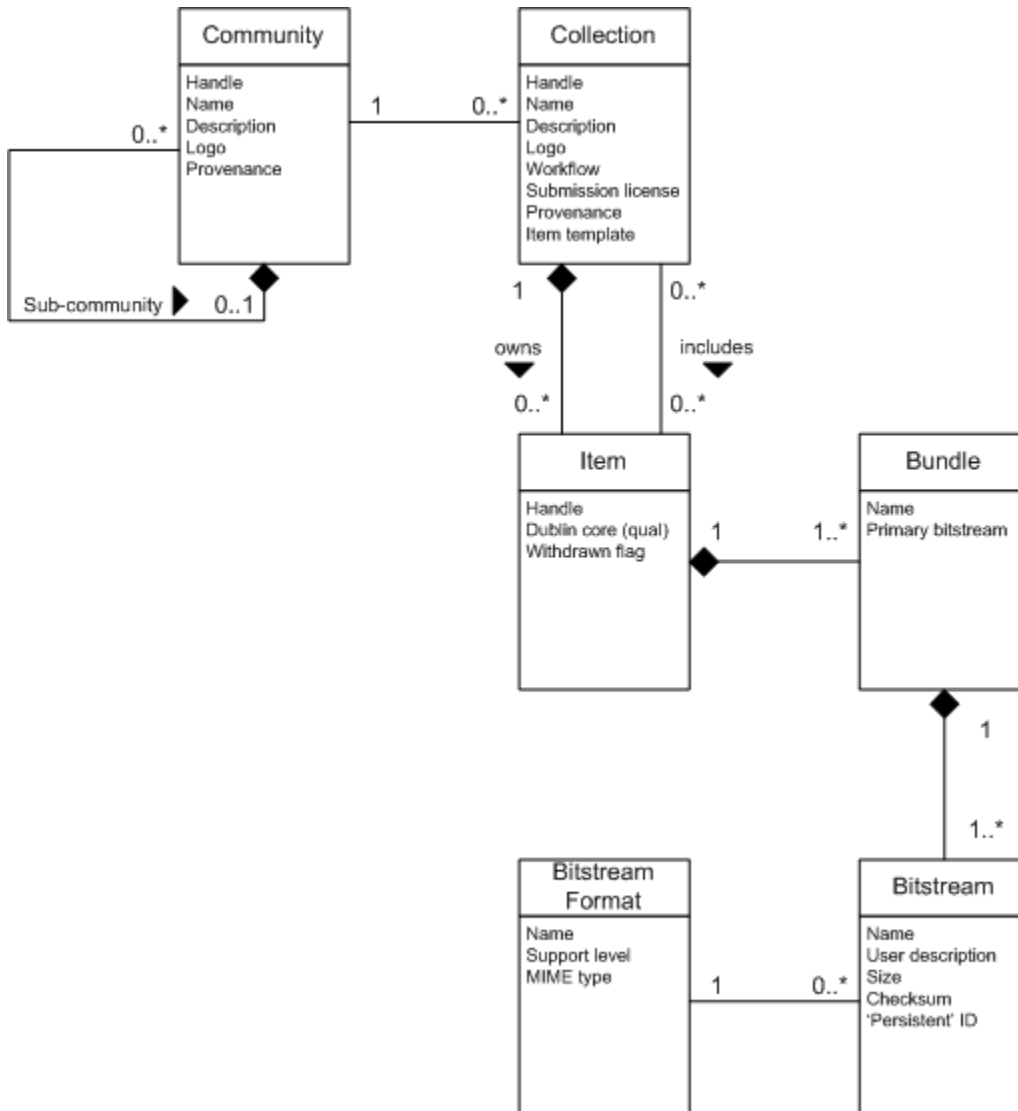 Community
Handle
Name
Description
Logo
Provenance
1
0..*
0..*
Sub-community
0..1
Collection
Handle
Name
Description
Logo
Workflow
Submission license
Provenance
Item template
1
0..*
owns
includes
0..*
0..*
Item
Handle
Dublin core (qual)
Withdrawn flag
1
1..*
Bundle
Name
Primary bitstream
1
1..*
Bitstream
Format
Name
Support level
MIME type
1
0..*
Bitstream
Name
User description
Size
Checksum
‘Persistent’ ID